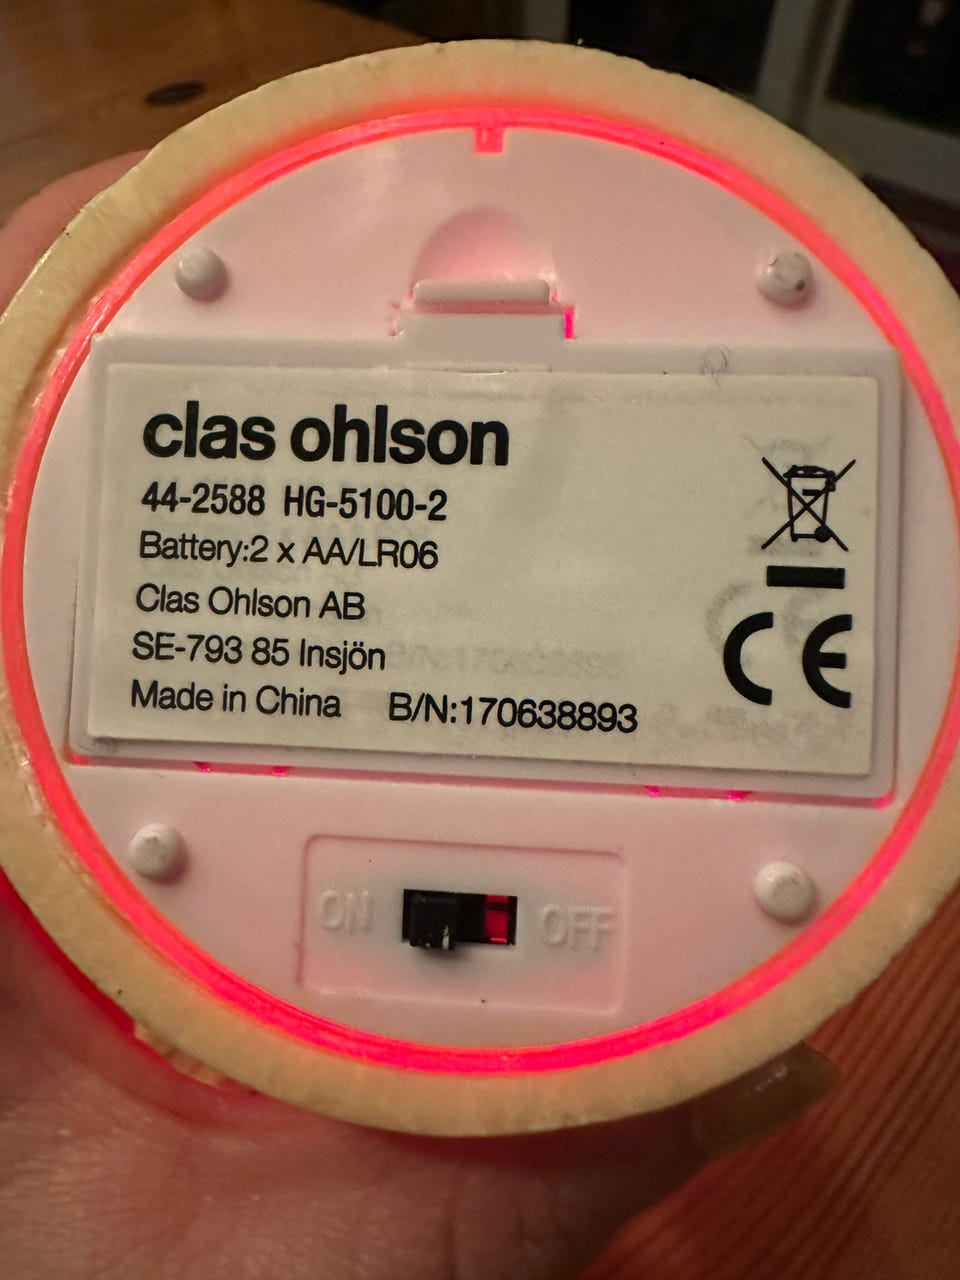 clas ohlson
44-2588 HG-5100-2
Battery:2 x AA/LR06
Clas Ohlson AB
SE-793 85 Insjön
Made in China B/N:170638893
CE
ON OFF